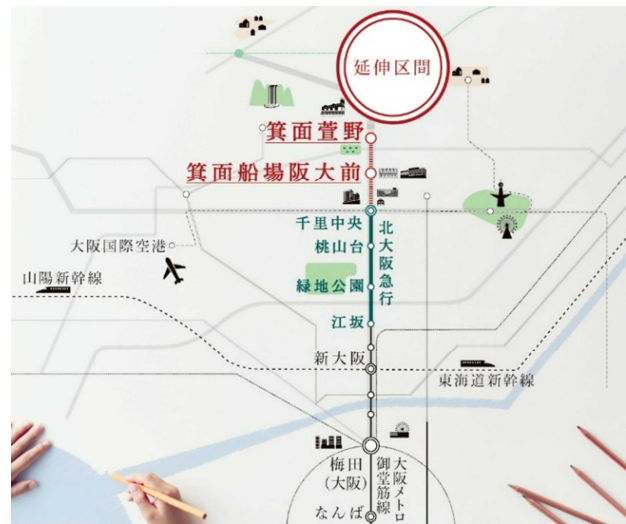 延伸区間
箕面萱野
箕面船場阪大前
千里中央
桃山台
北大阪急行
大阪国際空港
山陽新幹線
緑地公園
江坂
新大阪
東海道新幹線
梅田
(大阪)
大阪メトロ
御堂筋線
なんば